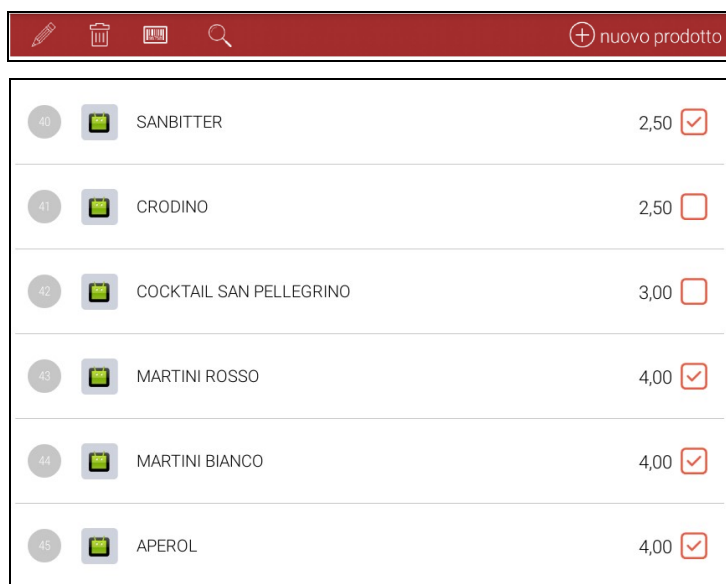 nuovo prodotto
40 SANBITTER 2,50
41 CRODINO 2,50
42 COCKTAIL SAN PELLEGRINO 3,00
43 MARTINI ROSSO 4,00
44 MARTINI BIANCO 4,00
45 APEROL 4,00